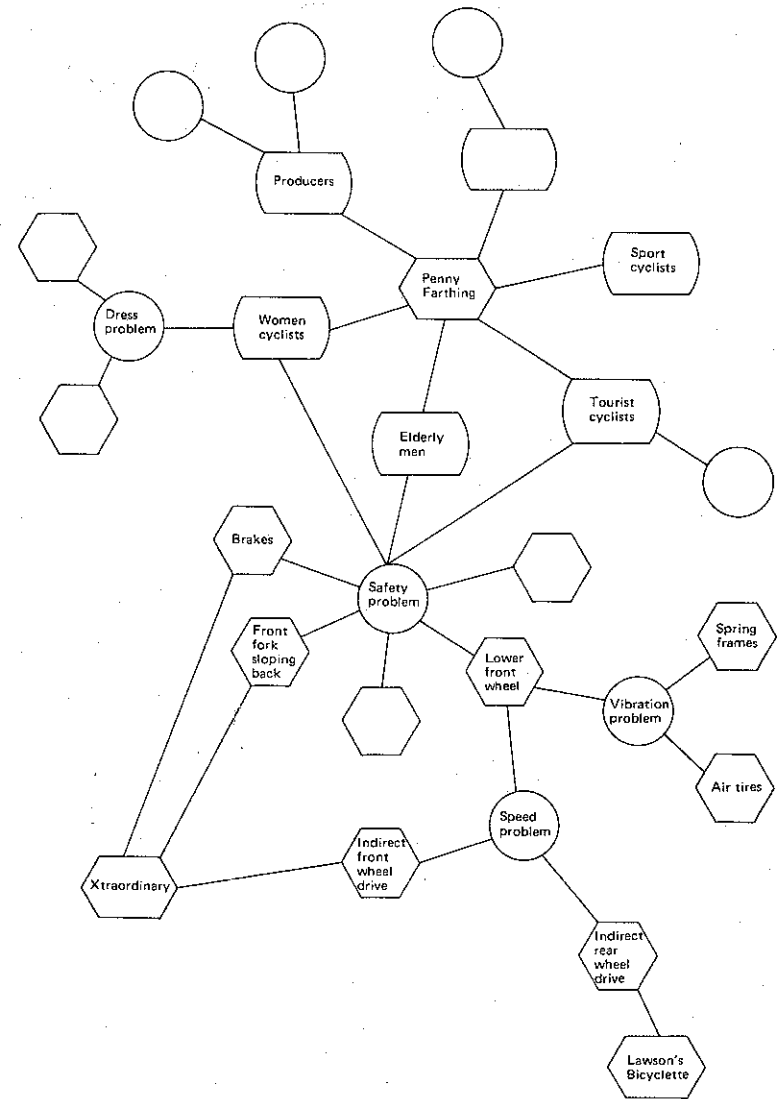 Producers
Sport
cyclists
Penny
Farthing
Dress
problem
Women
cyclists
Tourist
cyclists
Elderly
men
Brakes
Safety
problem
Front
fork
sloping
back
Lower
front
wheel
Spring
frames
Vibration
problem
Air tires
Speed
problem
Indirect
front
wheel
drive
Xtraordinary
Indirect
rear
wheel
drive
Lawson's
Bicyclette